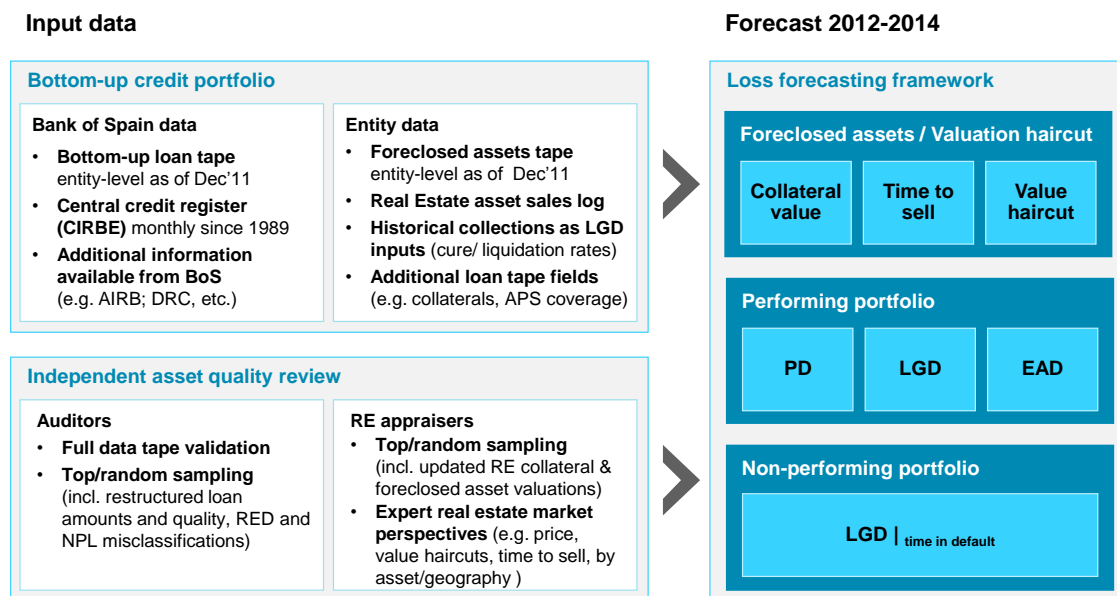 Input data
Forecast 2012-2014
Bottom-up credit portfolio
Bank of Spain data
• Bottom-up loan tape
entity-level as of Dec’11
• Central credit register
(CIRBE) monthly since 1989
• Additional information
available from BoS
(e.g. AIRB; DRC, etc.)
Entity data
• Foreclosed assets tape
entity-level as of Dec’11
• Real Estate asset sales log
• Historical collections as LGD
inputs (cure/ liquidation rates)
• Additional loan tape fields
(e.g. collaterals, APS coverage)
Independent asset quality review
Auditors
• Full data tape validation
• Top/random sampling
(incl. restructured loan
amounts and quality, RED and
NPL misclassifications)
RE appraisers
• Top/random sampling
(incl. updated RE collateral &
foreclosed asset valuations)
• Expert real estate market
perspectives (e.g. price,
value haircuts, time to sell, by
asset/geography )
Loss forecasting framework
Foreclosed assets / Valuation haircut
Collateral
value
Time to
sell
Value
haircut
Performing portfolio
PD
LGD
EAD
Non-performing portfolio
LGD | time in default